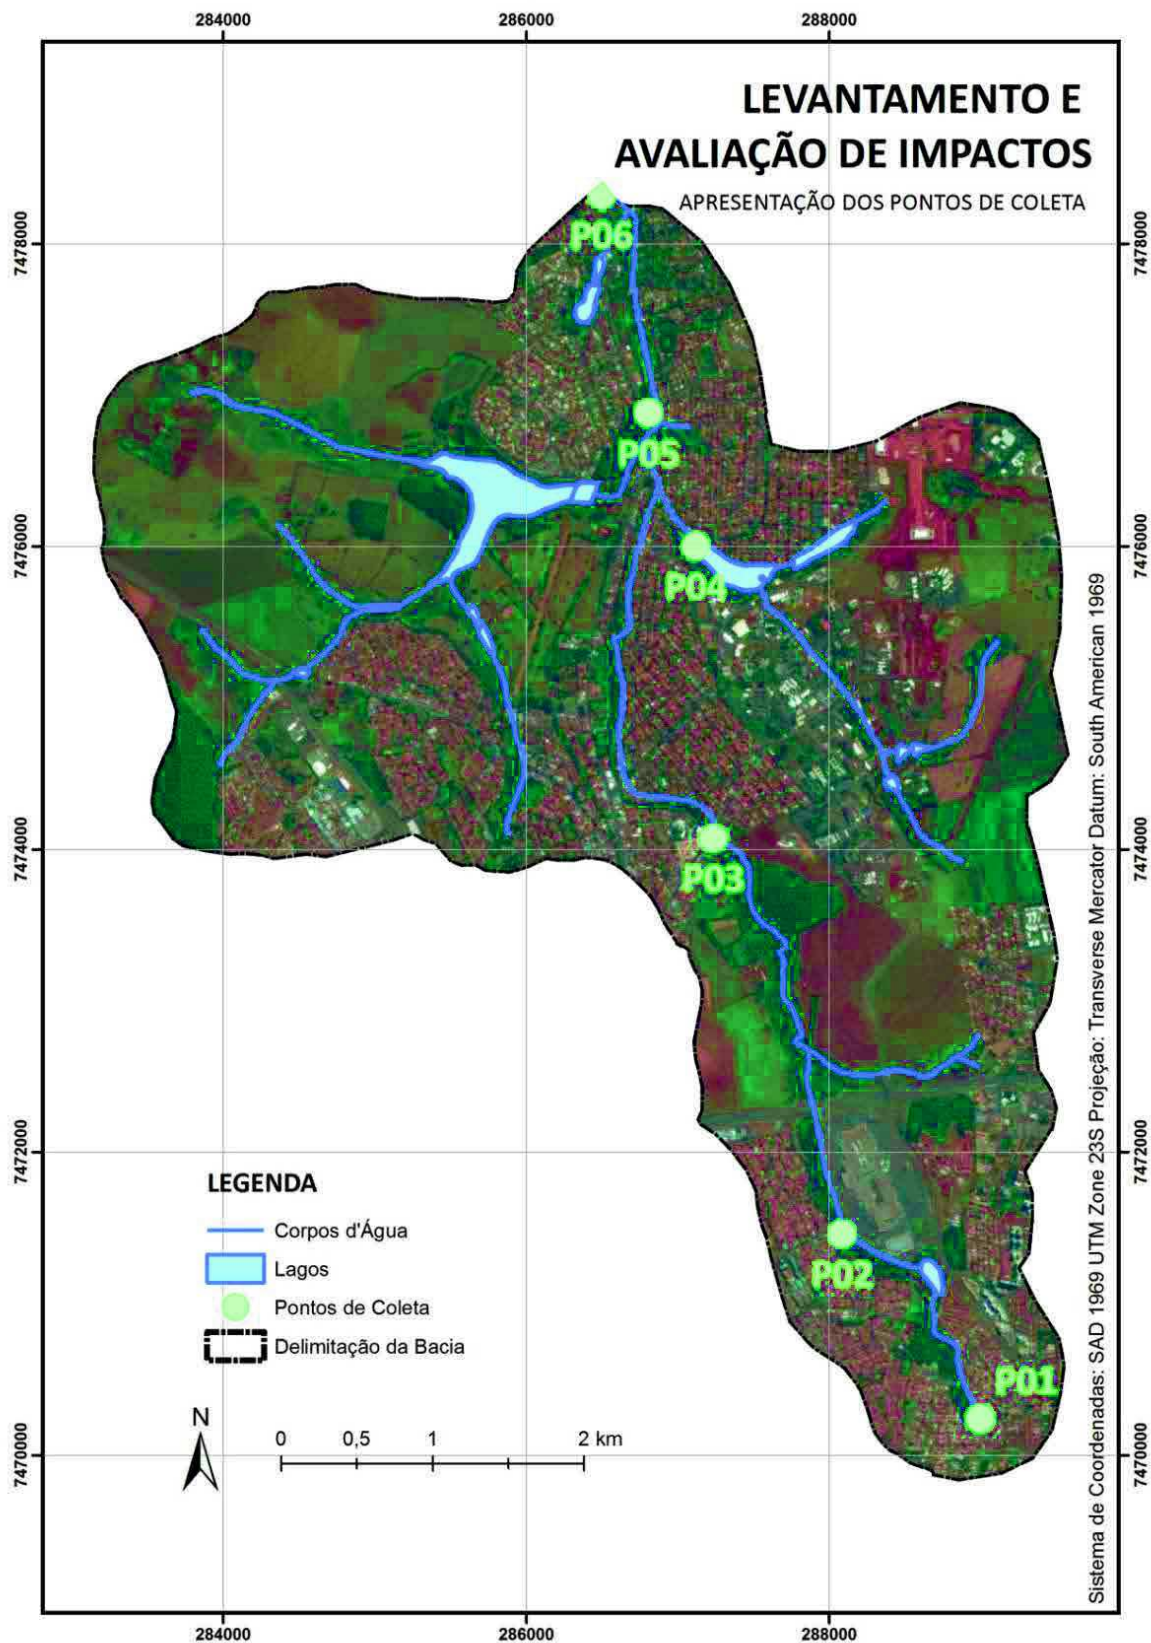 284000
286000
288000
LEVANTAMENTO E
AVALIAÇÃO DE IMPACTOS
APRESENTAÇÃO DOS PONTOS DE COLETA
P06
7478000
7478000
P05
7476000
7476000
P04
P03
7474000
7474000
7472000
7472000
P02
P01
7470000
7470000
LEGENDA
Corpos d'Água
Lagos
Pontos de Coleta
Delimitação da Bacia
N
0 0,5 1 2 km
Sistema de Coordenadas: SAD 1969 UTM Zone 23S Projeção: Transverse Mercator Datum: South American 1969
284000
286000
288000